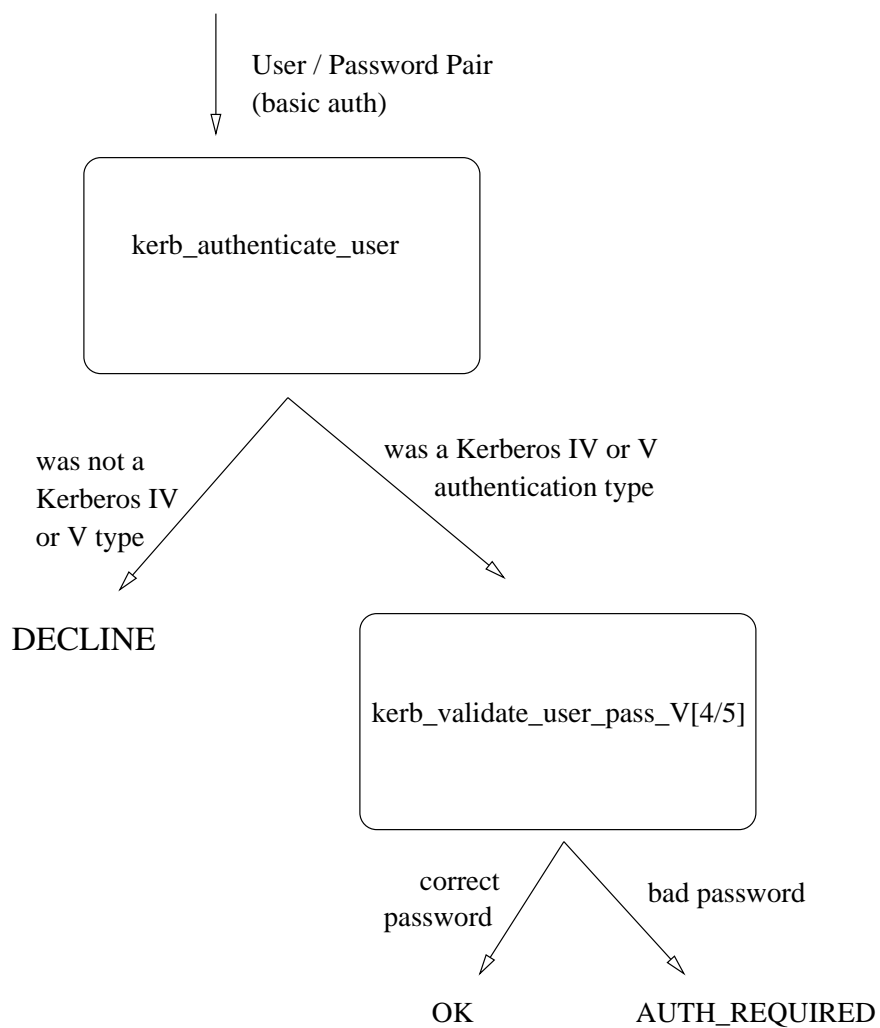 User / Password Pair
(basic auth)
kerb_authenticate_user
was not a
Kerberos IV
or V type
was a Kerberos IV or V
authentication type
DECLINE
kerb_validate_user_pass_V[4/5]
correct
password
bad password
OK
AUTH_REQUIRED